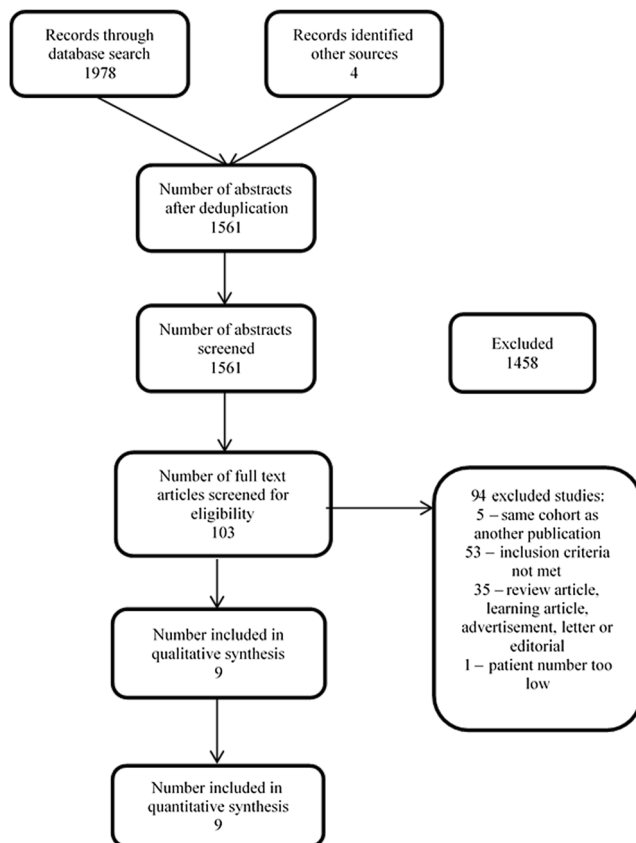 Records through
database search
1978
Records identified
other sources
4
Number of abstracts
after deduplication
1561
Number of abstracts
screened
1561
Excluded
1458
Number of full text
articles screened for
eligibility
103
94 excluded studies:
5 – same cohort as
another publication
53 – inclusion criteria
not met
35 – review article,
learning article,
advertisement, letter or
editorial
1 – patient number too
low
Number included in
qualitative synthesis
9
Number included in
quantitative synthesis
9